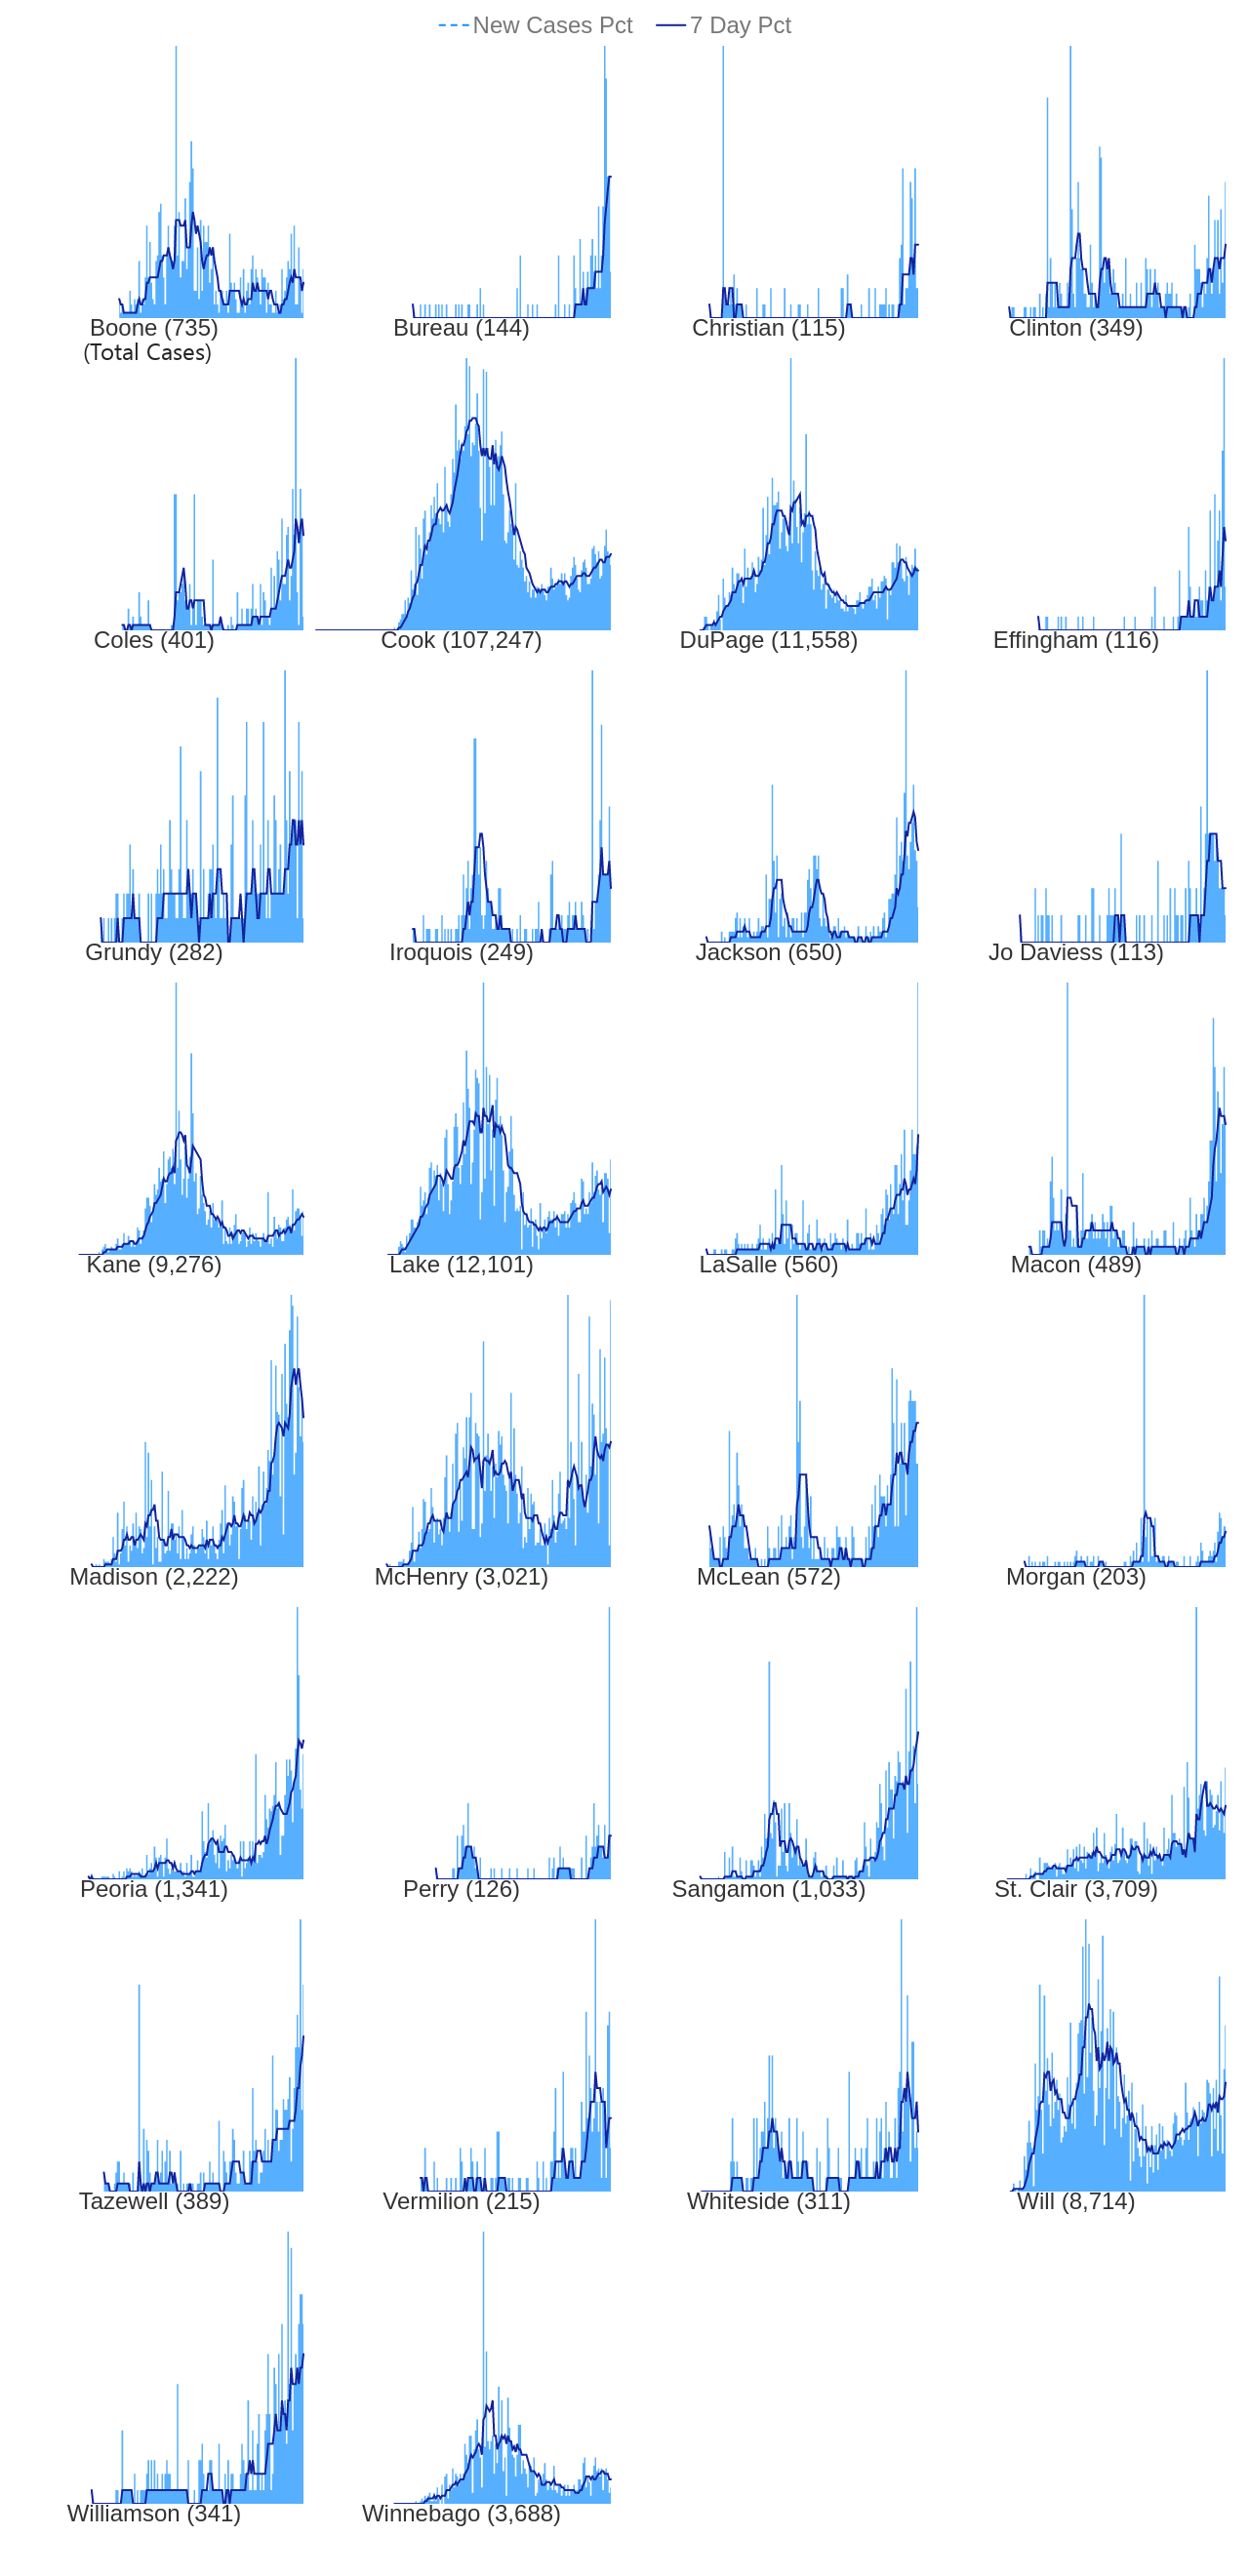 New Cases Pct 7 Day Pct
Boone (735) Bureau (144) Christian (115) Clinton (349)
(Total Cases)
Coles (401) Cook (107,247) DuPage (11,558) Effingham (116)
Grundy (282) Iroquois (249) Jackson (650) Jo Daviess (113)
Kane (9,276) Lake (12,101) LaSalle (560) Macon (489)
Madison (2,222) McHenry (3,021) McLean (572) Morgan (203)
Peoria (1,341) Perry (126) Sangamon (1,033) St. Clair (3,709)
Tazewell (389) Vermilion (215) Whiteside (311) Will (8,714)
Williamson (341) Winnebago (3,688)